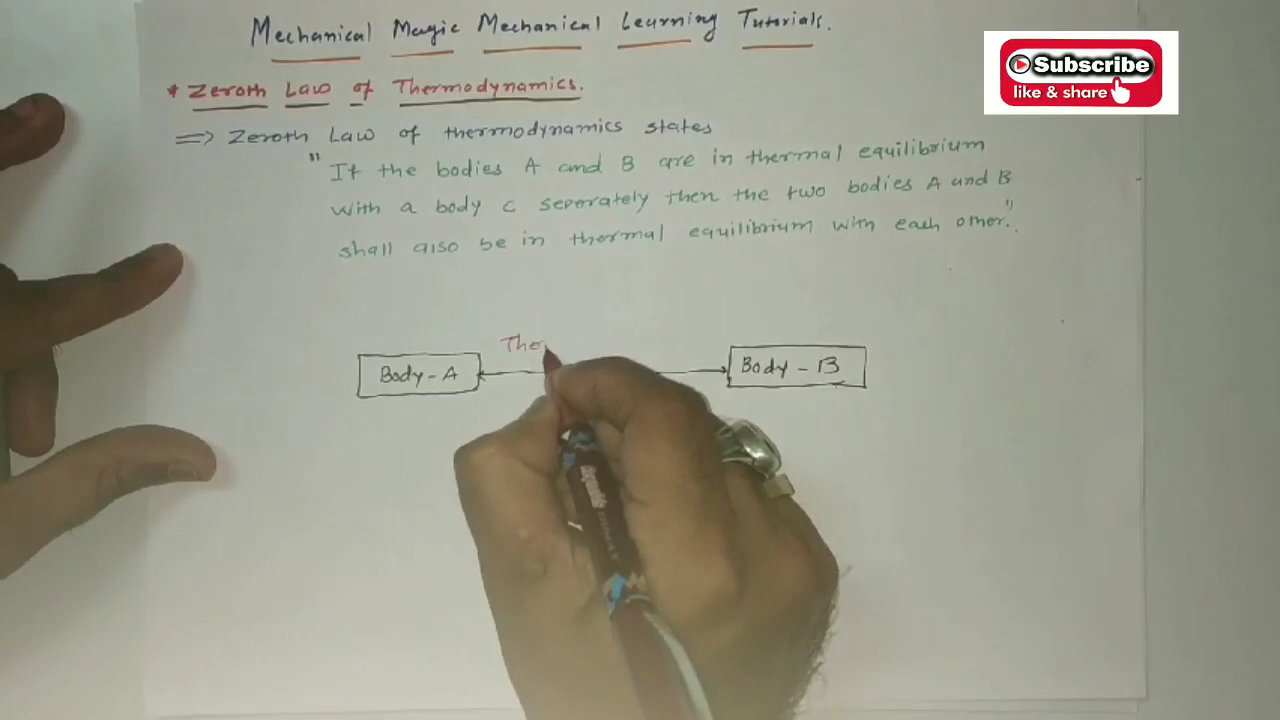 Mechanical Magic Mechanical Learning Tutorials.
* Zeroth Law of Thermodynamics.
=> Zeroth Law of thermodynamics states
" If the bodies A and B are in thermal equilibrium
with a body C seperately then the two bodies A and B
shall also be in thermal equilibrium with each other."
The
Body - A
Body - B
Subscribe
like & share